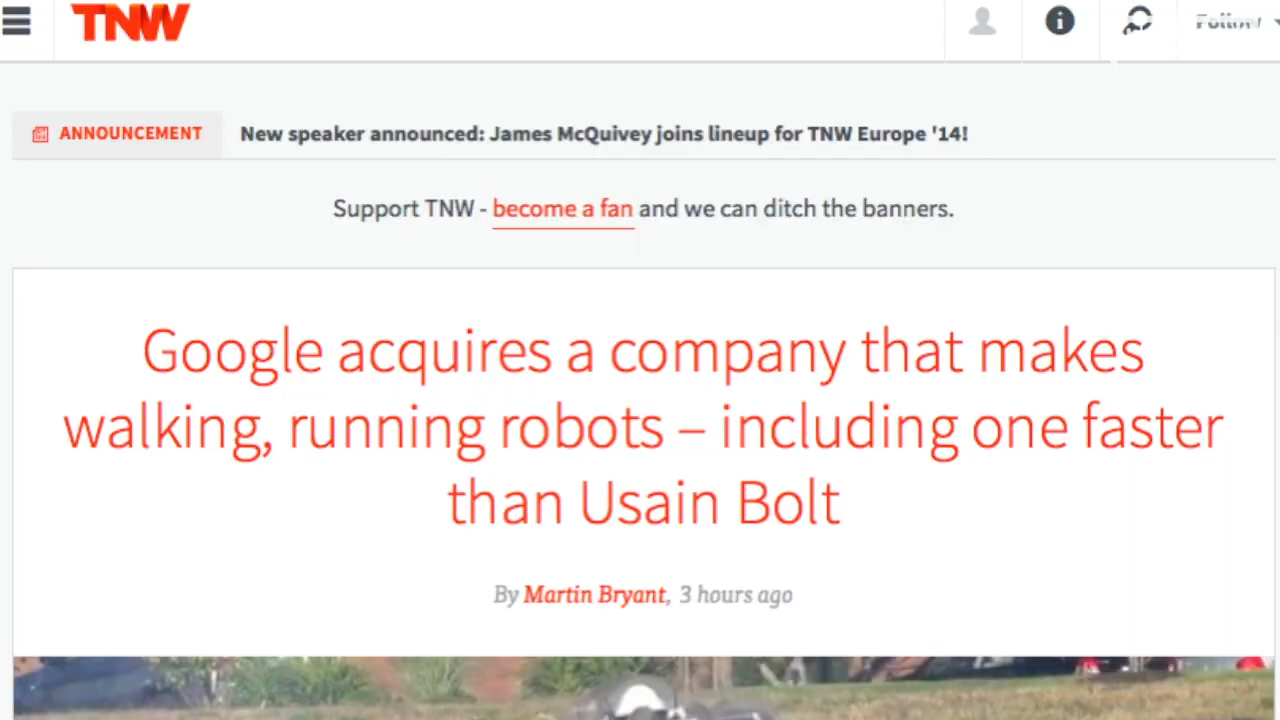 TNW
Follow
ANNOUNCEMENT
New speaker announced: James McQuivey joins lineup for TNW Europe '14!
Support TNW - become a fan and we can ditch the banners.
Google acquires a company that makes
walking, running robots – including one faster
than Usain Bolt
By Martin Bryant, 3 hours ago